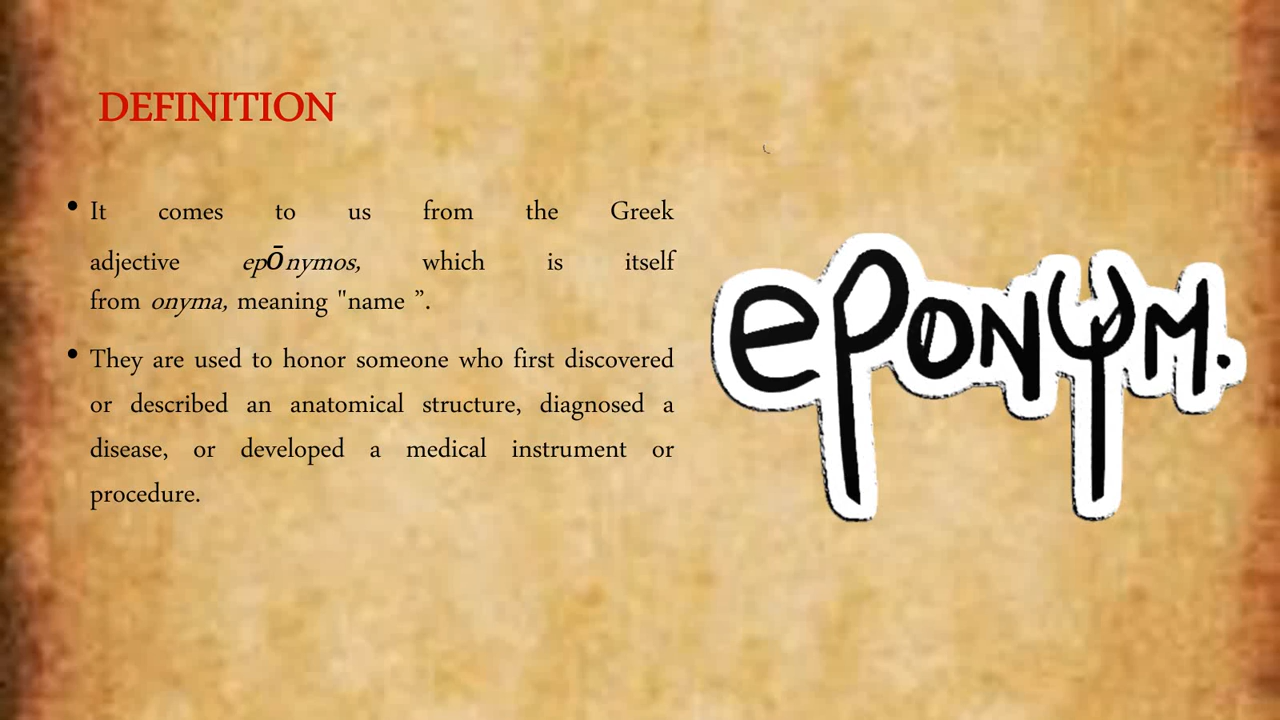 DEFINITION
• It comes to us from the Greek
adjective epōnymos, which is itself
from onyma, meaning "name ”.
• They are used to honor someone who first discovered
or described an anatomical structure, diagnosed a
disease, or developed a medical instrument or
procedure.
ePONYM.